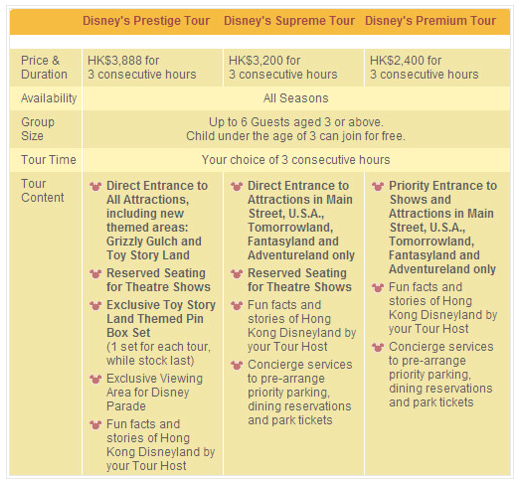 Disney's Prestige Tour Disney's Supreme Tour Disney's Premium Tour
Price &
Duration
HK$3,888 for
3 consecutive hours
HK$3,200 for
3 consecutive hours
HK$2,400 for
3 consecutive hours
Availability
All Seasons
Group
Size
Up to 6 Guests aged 3 or above.
Child under the age of 3 can join for free.
Tour Time
Your choice of 3 consecutive hours
Tour
Content
Direct Entrance to
All Attractions,
including new
themed areas:
Grizzly Gulch and
Toy Story Land
Reserved Seating
for Theatre Shows
Exclusive Toy Story
Land Themed Pin
Box Set
(1 set for each tour,
while stock last)
Exclusive Viewing
Area for Disney
Parade
Fun facts and
stories of Hong
Kong Disneyland by
your Tour Host
Direct Entrance to
Attractions in Main
Street, U.S.A.,
Tomorrowland,
Fantasyland and
Adventureland only
Reserved Seating
for Theatre Shows
Fun facts and
stories of Hong
Kong Disneyland by
your Tour Host
Concierge services
to pre-arrange
priority parking,
dining reservations
and park tickets
Priority Entrance to
Shows and
Attractions in Main
Street, U.S.A.,
Tomorrowland,
Fantasyland and
Adventureland only
Fun facts and
stories of Hong
Kong Disneyland by
your Tour Host
Concierge services
to pre-arrange
priority parking,
dining reservations
and park tickets